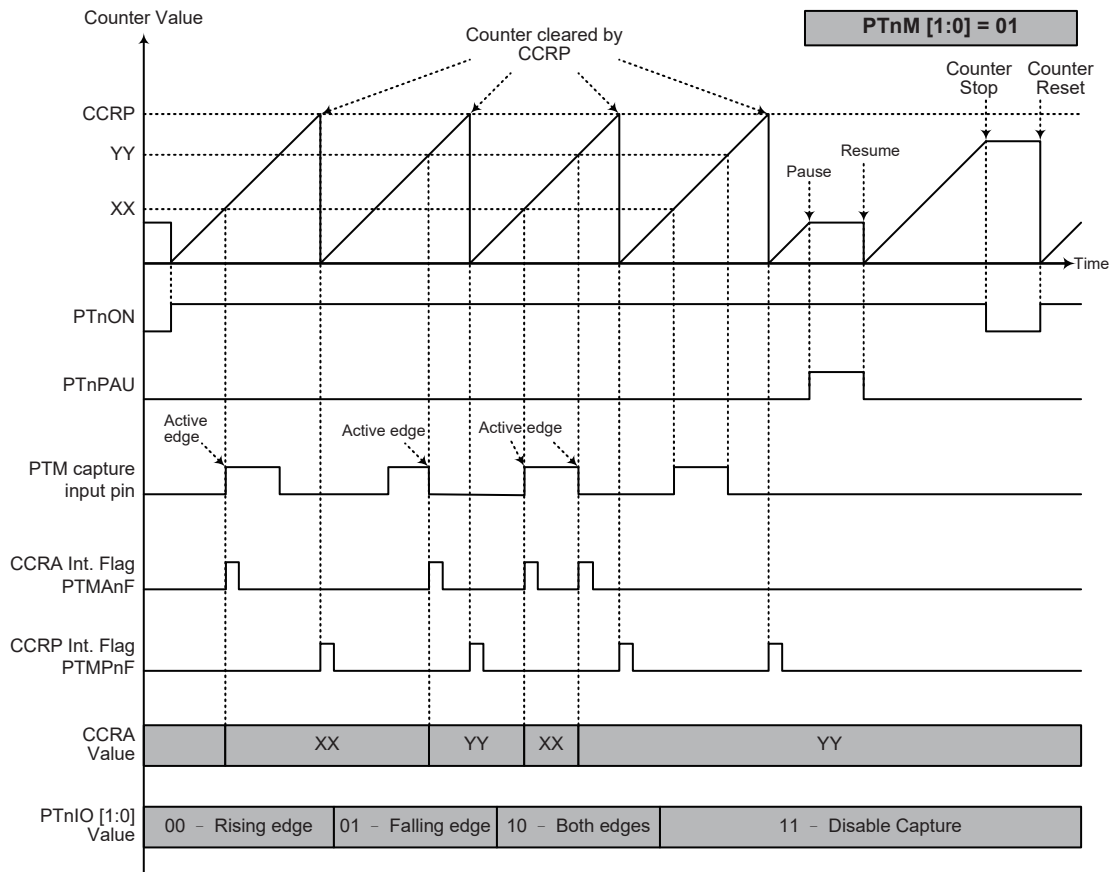 Counter Value
PTnM [1:0] = 01
Counter cleared by
CCRP
Counter
Stop
Counter
Reset
CCRP
YY
XX
Pause
Resume
Time
PTnON
PTnPAU
Active
edge
Active edge
Active edge
PTM capture
input pin
CCRA Int. Flag
PTMAnF
CCRP Int. Flag
PTMPnF
CCRA
Value
XX
YY
XX
YY
PTnIO [1:0]
Value
00 – Rising edge
01 – Falling edge
10 – Both edges
11 – Disable Capture